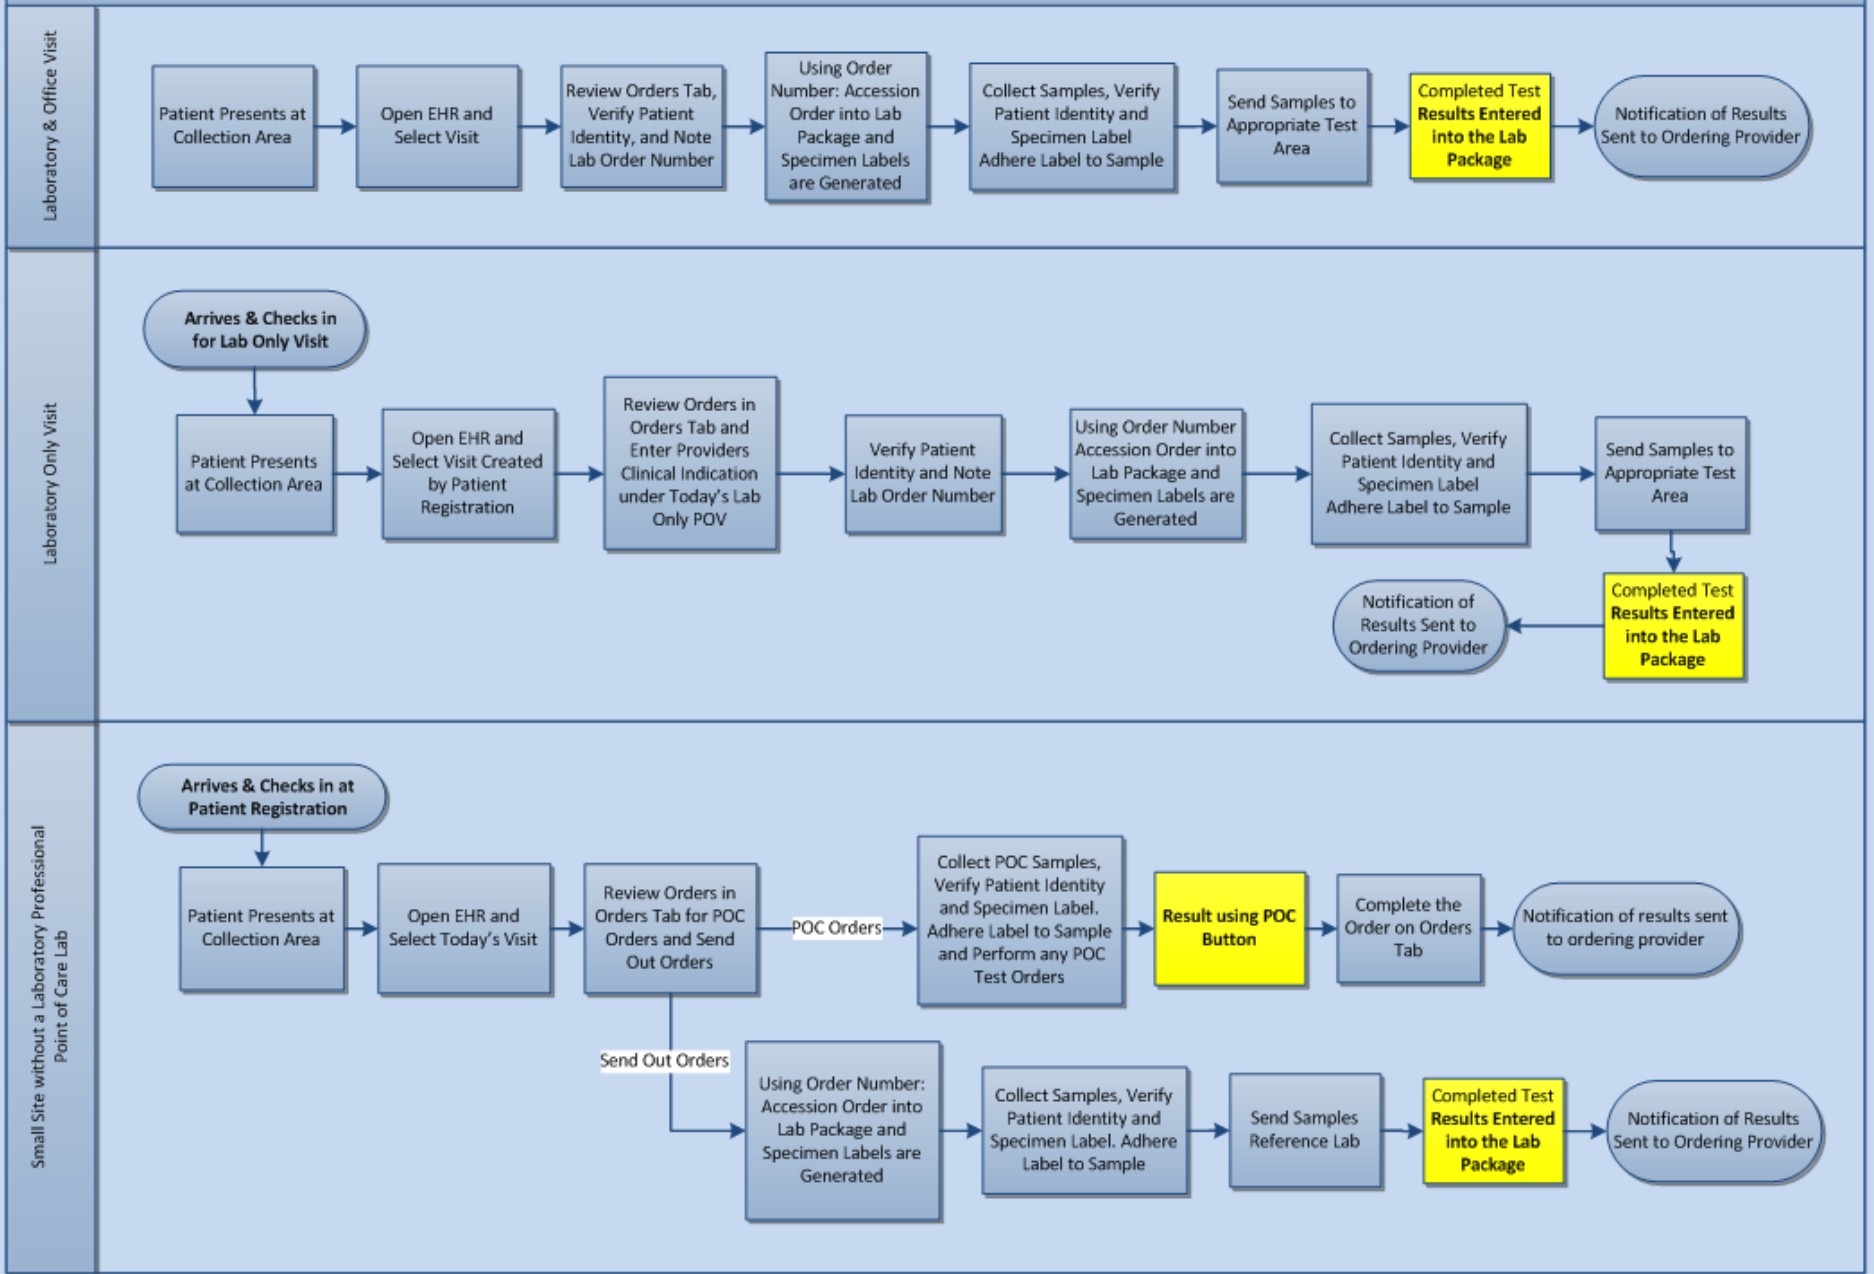 Laboratory & Office Visit
Patient Presents at
Collection Area
Open EHR and
Select Visit
Review Orders Tab,
Verify Patient
Identity, and Note
Lab Order Number
Using Order
Number: Accession
Order into Lab
Package and
Specimen Labels
are Generated
Collect Samples, Verify
Patient Identity and
Specimen Label
Adhere Label to Sample
Send Samples to
Appropriate Test
Area
Completed Test
Results Entered
into the Lab
Package
Notification of Results
Sent to Ordering Provider
Laboratory Only Visit
Arrives & Checks in
for Lab Only Visit
Patient Presents
at Collection Area
Open EHR and
Select Visit Created
by Patient
Registration
Review Orders in
Orders Tab and
Enter Providers
Clinical Indication
under Today's Lab
Only POV
Verify Patient
Identity and Note
Lab Order Number
Using Order Number
Accession Order into
Lab Package and
Specimen Labels are
Generated
Collect Samples, Verify
Patient Identity and
Specimen Label
Adhere Label to Sample
Send Samples to
Appropriate Test
Area
Completed Test
Results Entered
into the Lab
Package
Notification of
Results Sent to
Ordering Provider
Small Site without a Laboratory Professional
Point of Care Lab
Arrives & Checks in at
Patient Registration
Patient Presents at
Collection Area
Open EHR and
Select Today's Visit
Review Orders in
Orders Tab for POC
Orders and Send
Out Orders
POC Orders
Collect POC Samples,
Verify Patient Identity
and Specimen Label.
Adhere Label to Sample
and Perform any POC
Test Orders
Result using POC
Button
Complete the
Order on Orders
Tab
Notification of results sent
to ordering provider
Send Out Orders
Using Order Number:
Accession Order into
Lab Package and
Specimen Labels are
Generated
Collect Samples, Verify
Patient Identity and
Specimen Label. Adhere
Label to Sample
Send Samples
Reference Lab
Completed Test
Results Entered
into the Lab
Package
Notification of Results
Sent to Ordering Provider